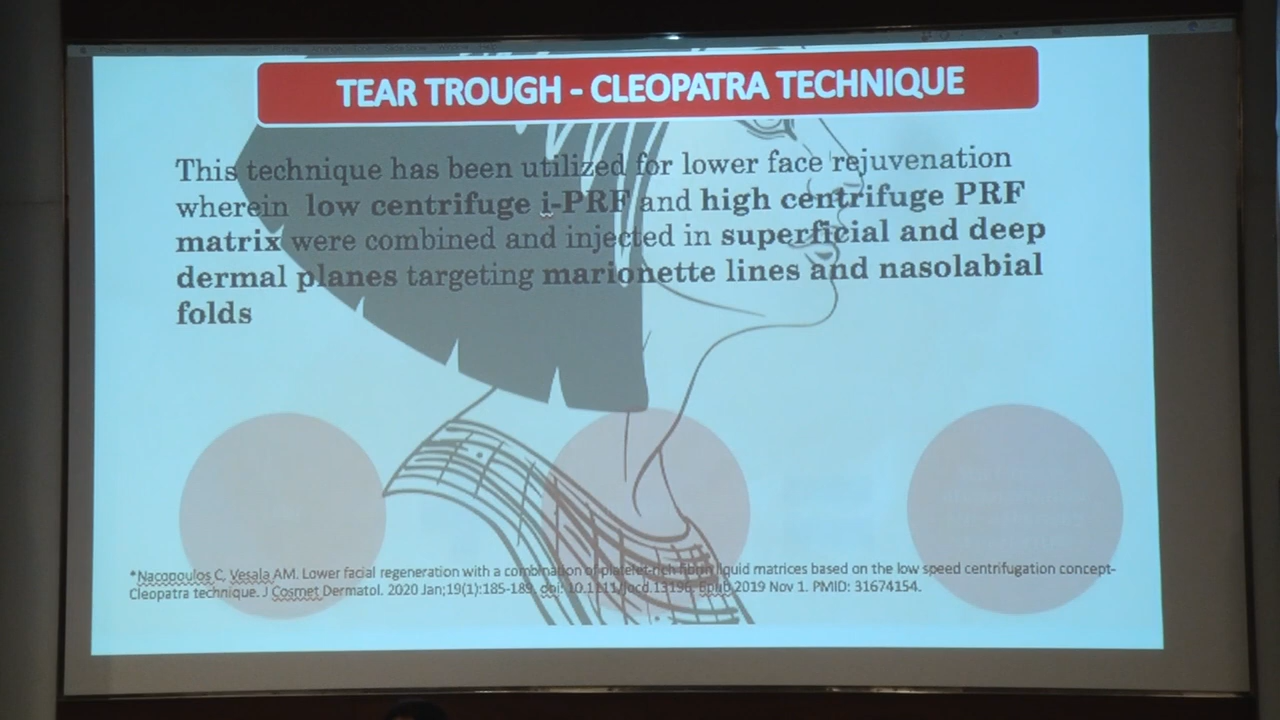 TEAR TROUGH - CLEOPATRA TECHNIQUE
This technique has been utilized for lower face rejuvenation
wherein low centrifuge i-PRF and high centrifuge PRF
matrix were combined and injected in superficial and deep
dermal planes targeting marionette lines and nasolabial
folds
*Nacopoulos C, Vesala AM. Lower facial regeneration with a combination of platelet-rich fibrin liquid matrices based on the low speed centrifugation concept-
Cleopatra technique. J Cosmet Dermatol. 2020 Jan;19(1):185-189. doi: 10.1111/jocd.13196. Epub 2019 Nov 1. PMID: 31674154.